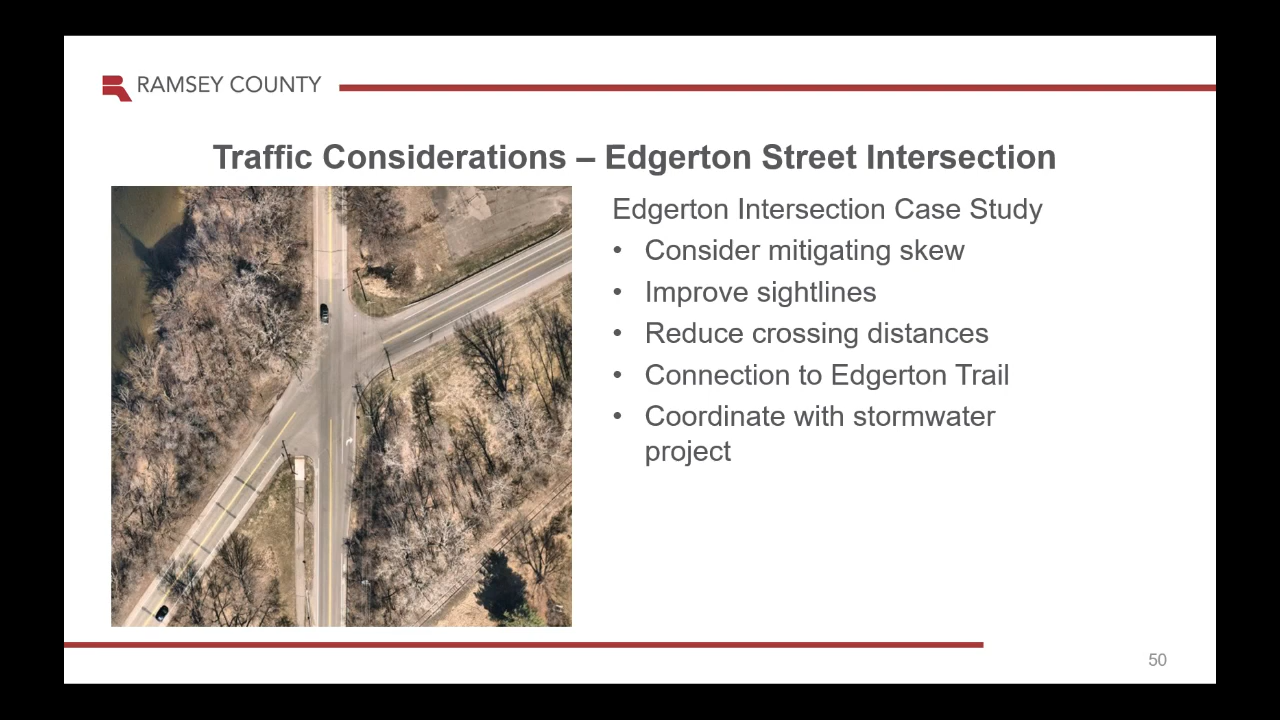 RAMSEY COUNTY
Traffic Considerations – Edgerton Street Intersection
Edgerton Intersection Case Study
• Consider mitigating skew
• Improve sightlines
• Reduce crossing distances
• Connection to Edgerton Trail
• Coordinate with stormwater
project
50